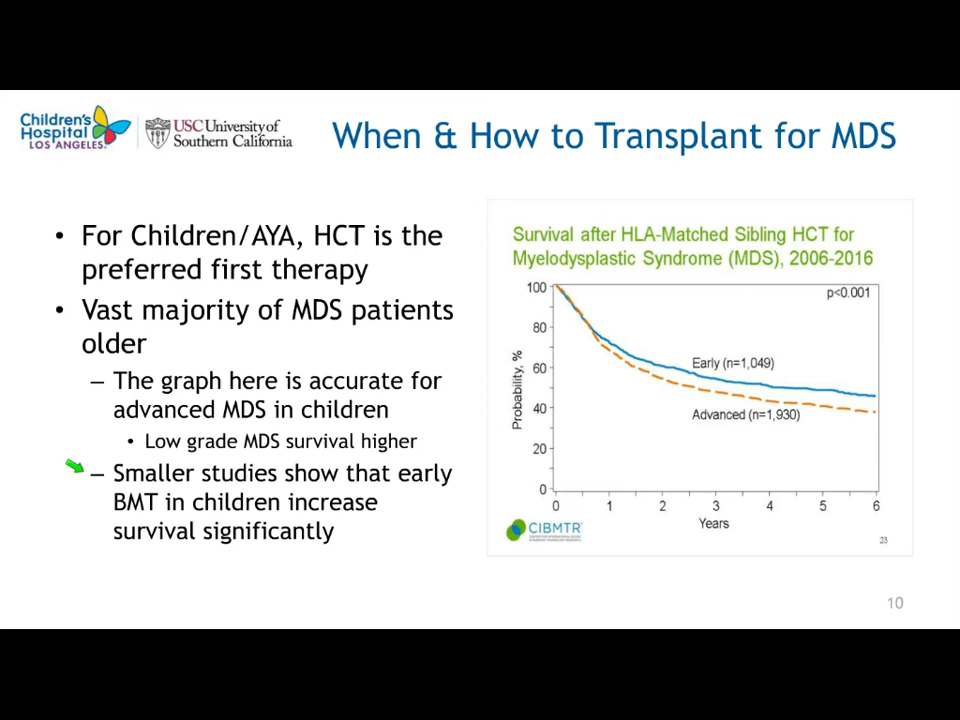 Children's
Hospital
LOS ANGELES
USC University of
Southern California
When & How to Transplant for MDS
• For Children/AYA, HCT is the
preferred first therapy
• Vast majority of MDS patients
older
– The graph here is accurate for
advanced MDS in children
• Low grade MDS survival higher
– Smaller studies show that early
BMT in children increase
survival significantly
Survival after HLA-Matched Sibling HCT for
Myelodysplastic Syndrome (MDS), 2006-2016
p<0.001
Probability, %
100
80
60
40
20
0
Early (n=1,049)
Advanced (n=1,930)
0 1 2 3 4 5 6
Years
CIBMTR
23
10